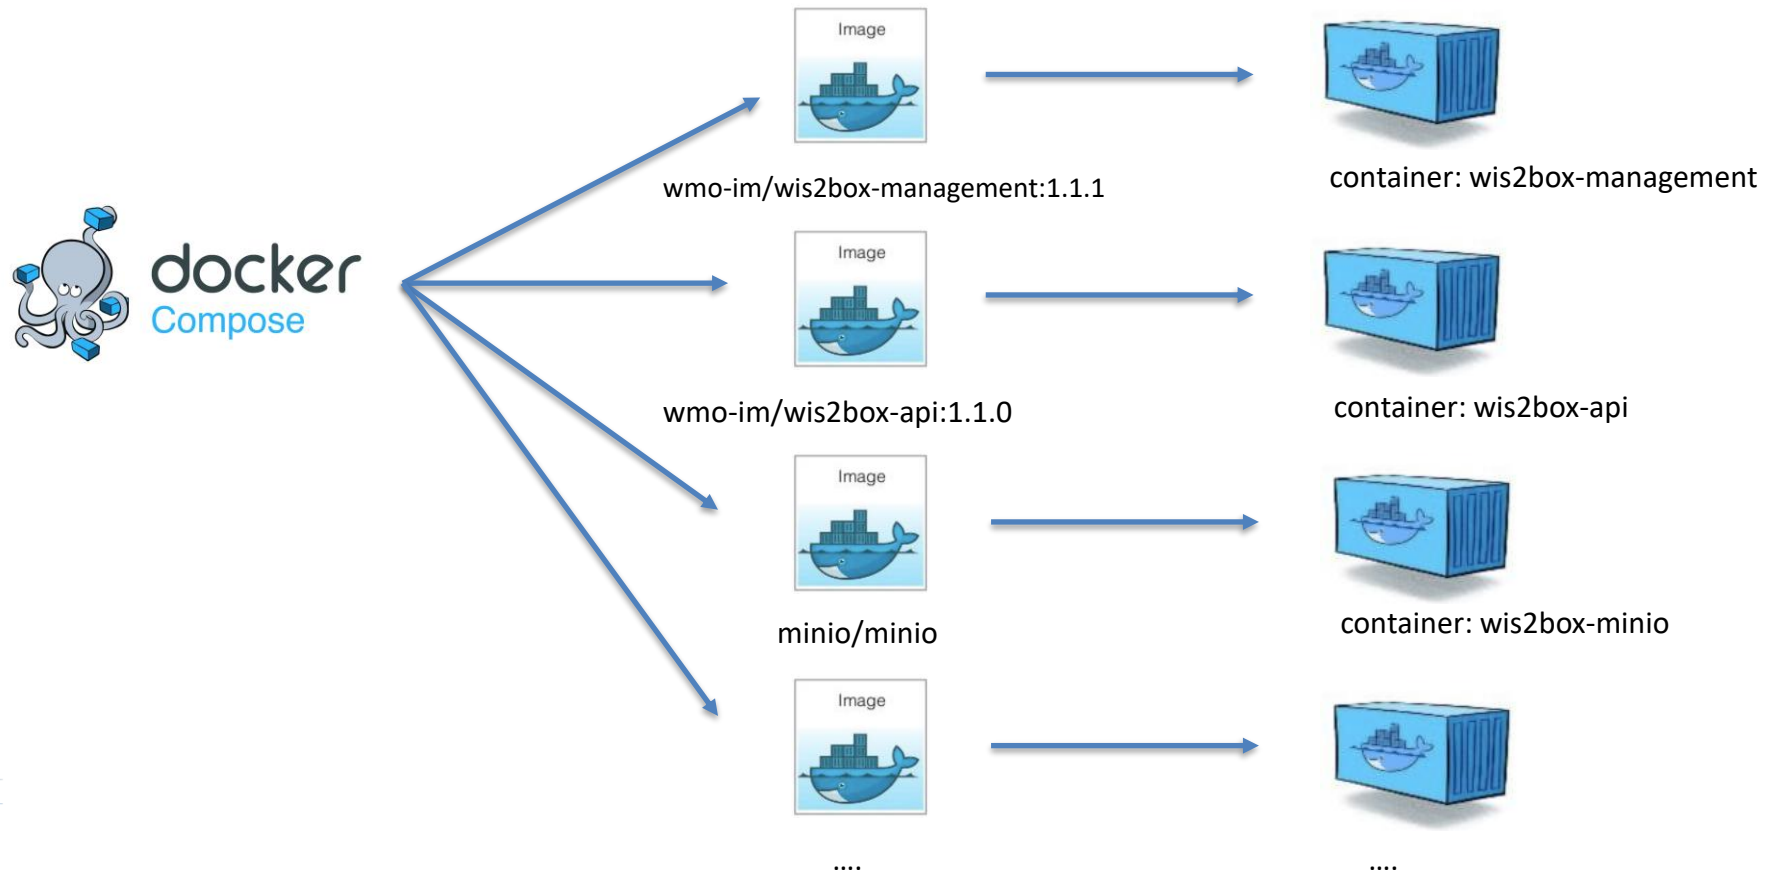 Image
wmo-im/wis2box-management:1.1.1
container: wis2box-management
docker
Compose
Image
wmo-im/wis2box-api:1.1.0
container: wis2box-api
Image
minio/minio
container: wis2box-minio
Image
....
....